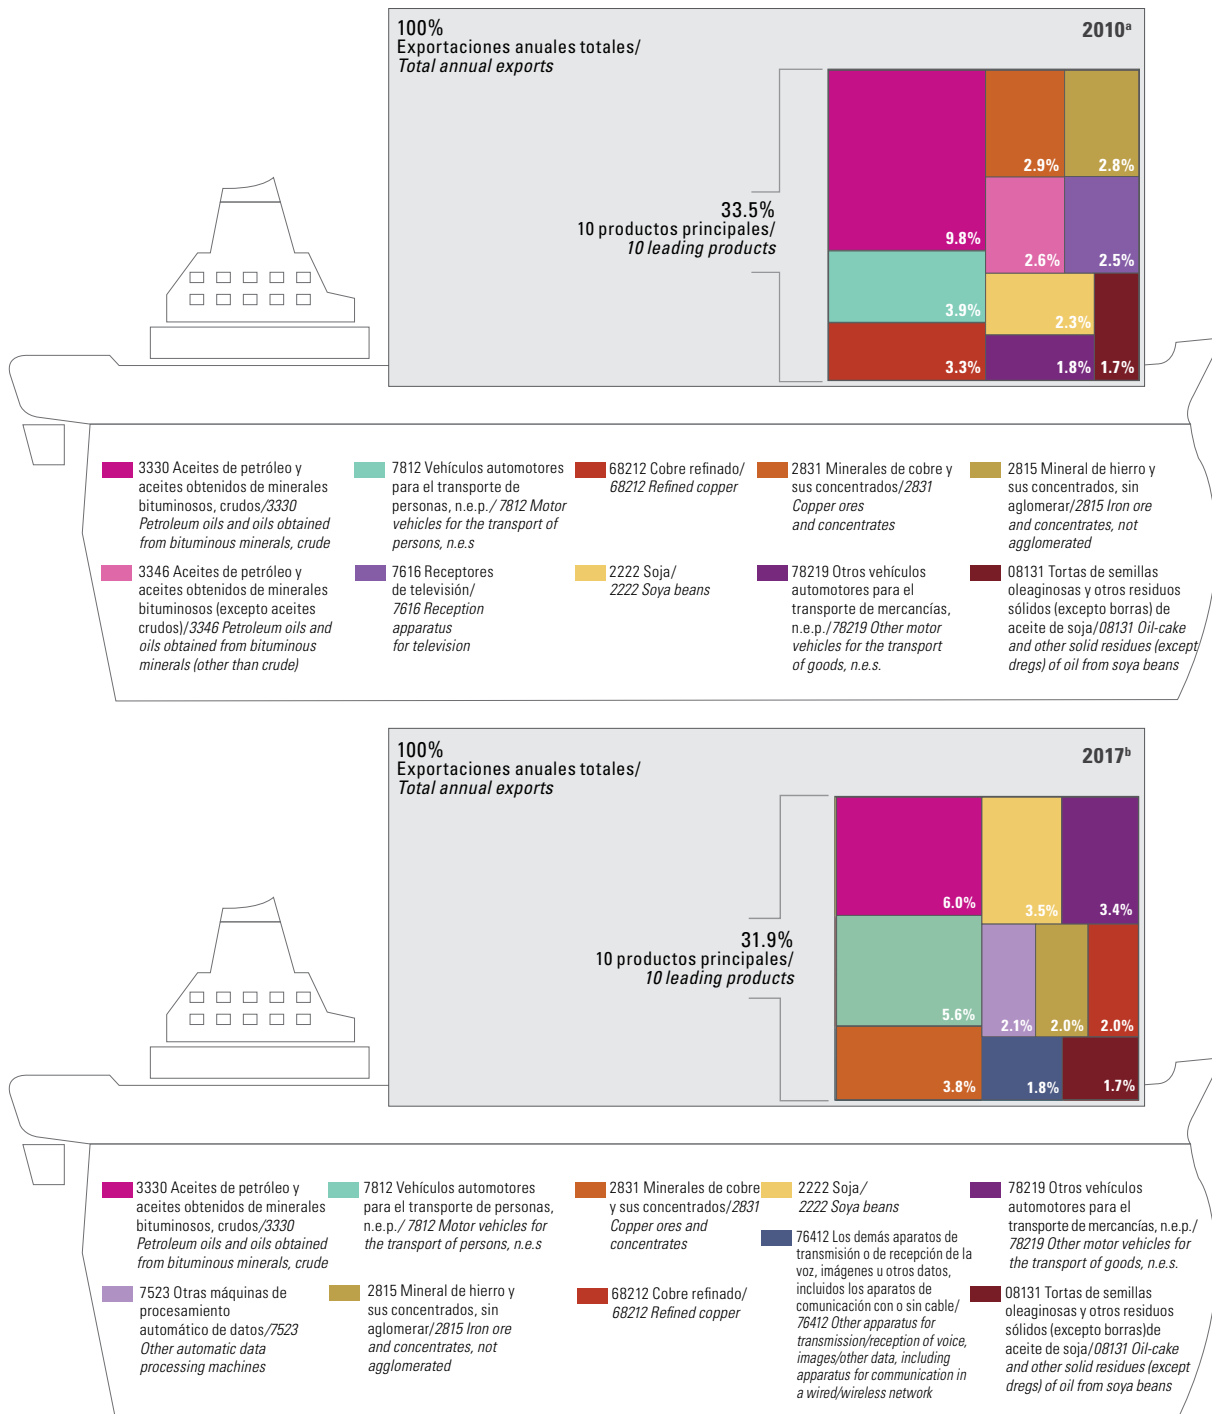 100%
Exportaciones anuales totales/
Total annual exports
2010ª
33.5%
10 productos principales/
10 leading products
9.8%
3.9%
3.3%
2.9%
2.8%
2.6%
2.5%
2.3%
1.8%
1.7%
3330 Aceites de petróleo y
aceites obtenidos de minerales
bituminosos, crudos/3330
Petroleum oils and oils obtained
from bituminous minerals, crude
7812 Vehículos automotores
para el transporte de
personas, n.e.p./ 7812 Motor
vehicles for the transport of
persons, n.e.s
68212 Cobre refinado/
68212 Refined copper
2831 Minerales de cobre y
sus concentrados/2831
Copper ores
and concentrates
2815 Mineral de hierro y
sus concentrados, sin
aglomerar/2815 Iron ore
and concentrates, not
agglomerated
3346 Aceites de petróleo y
aceites obtenidos de minerales
bituminosos (excepto aceites
crudos)/3346 Petroleum oils and
oils obtained from bituminous
minerals (other than crude)
7616 Receptores
de televisión/
7616 Reception
apparatus
for television
2222 Soja/
2222 Soya beans
78219 Otros vehículos
automotores para el
transporte de mercancías,
n.e.p./78219 Other motor
vehicles for the transport
of goods, n.e.s.
08131 Tortas de semillas
oleaginosas y otros residuos
sólidos (excepto borras) de
aceite de soja/08131 Oil-cake
and other solid residues (except
dregs) of oil from soya beans
100%
Exportaciones anuales totales/
Total annual exports
2017ᵇ
31.9%
10 productos principales/
10 leading products
6.0%
5.6%
3.8%
3.5%
3.4%
2.1%
2.0%
2.0%
1.8%
1.7%
3330 Aceites de petróleo y
aceites obtenidos de minerales
bituminosos, crudos/3330
Petroleum oils and oils obtained
from bituminous minerals, crude
7812 Vehículos automotores
para el transporte de personas,
n.e.p./ 7812 Motor vehicles for
the transport of persons, n.e.s
2831 Minerales de cobre
y sus concentrados/2831
Copper ores and
concentrates
2222 Soja/
2222 Soya beans
78219 Otros vehículos
automotores para el
transporte de mercancías, n.e.p./
78219 Other motor vehicles for
the transport of goods, n.e.s.
7523 Otras máquinas de
procesamiento
automático de datos/7523
Other automatic data
processing machines
2815 Mineral de hierro y
sus concentrados, sin
aglomerar/2815 Iron ore
and concentrates, not
agglomerated
68212 Cobre refinado/
68212 Refined copper
76412 Los demás aparatos de
transmisión o de recepción de la
voz, imágenes u otros datos,
incluidos los aparatos de
comunicación con o sin cable/
76412 Other apparatus for
transmission/reception of voice,
images/other data, including
apparatus for communication in
a wired/wireless network
08131 Tortas de semillas
oleaginosas y otros residuos
sólidos (excepto borras)de
aceite de soja/08131 Oil-cake
and other solid residues (except
dregs) of oil from soya beans